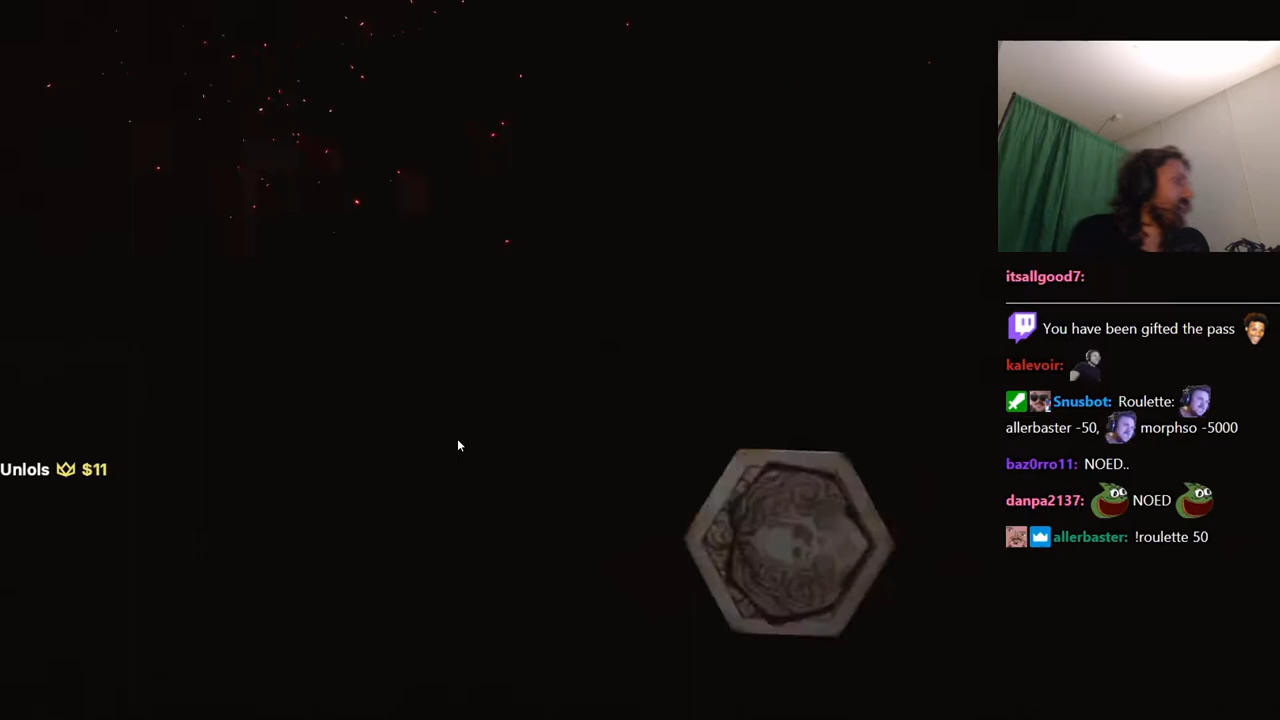 itsallgood7:
You have been gifted the pass
kalevoir:
Snusbot: Roulette:
allerbaster -50, morphso -5000
Unlols $11
baz0rro11: NOED..
danpa2137: NOED
allerbaster: !roulette 50